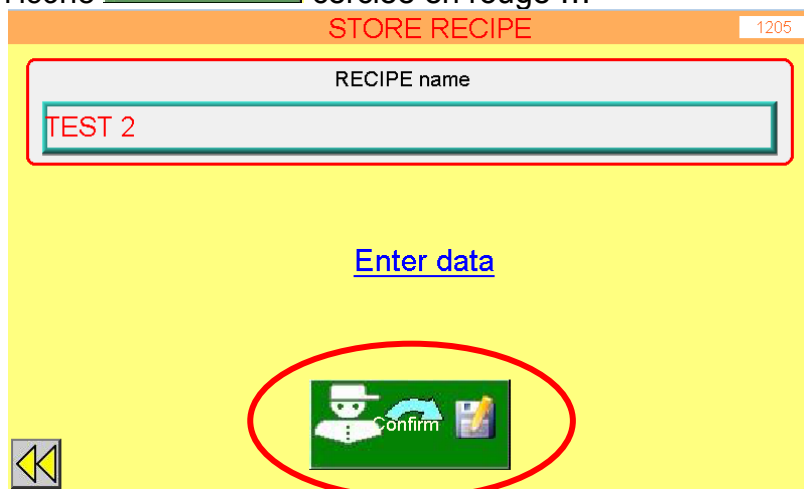 STORE RECIPE
1205
RECIPE name
TEST 2
Enter data
Confirm